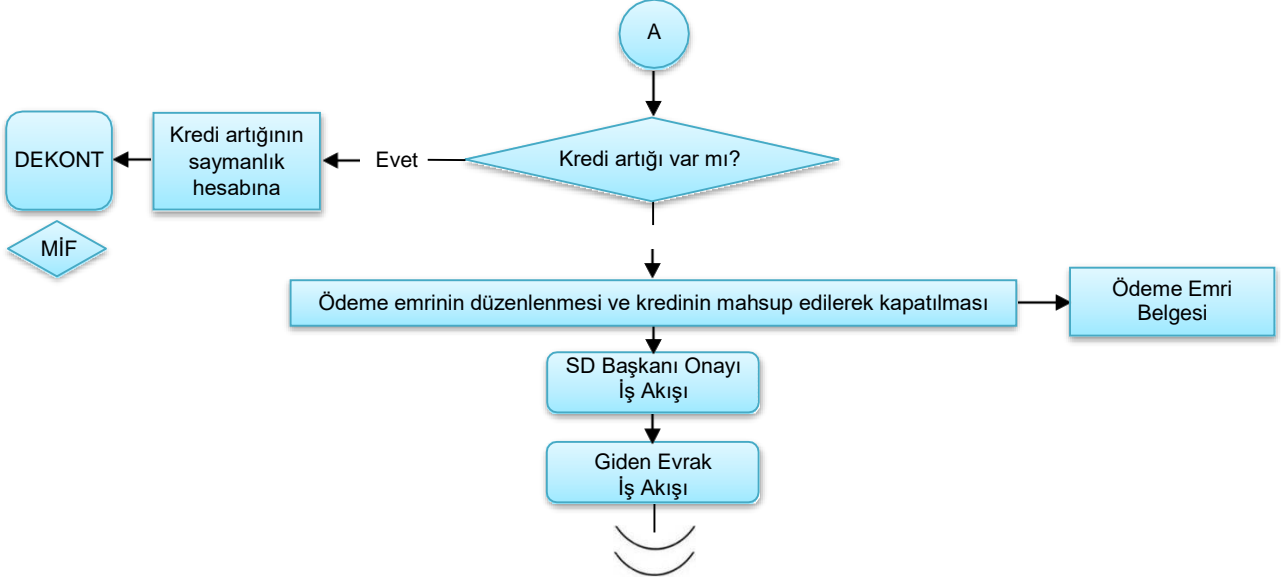 A
Kredi artığı var mı?
Evet
Kredi artığının
saymanlık
hesabına
DEKONT
MİF
Ödeme emrinin düzenlenmesi ve kredinin mahsup edilerek kapatılması
Ödeme Emri
Belgesi
SD Başkanı Onayı
İş Akışı
Giden Evrak
İş Akışı